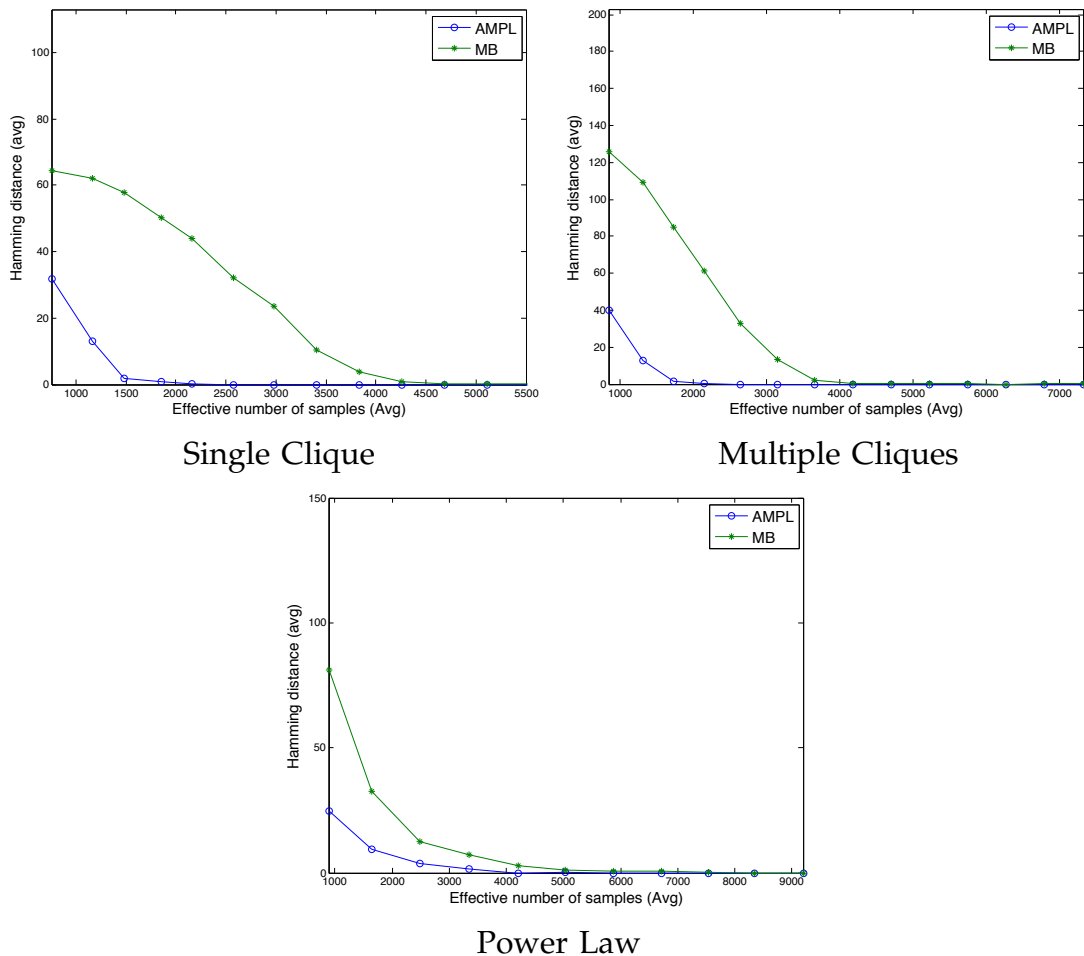 AMPL
MB
100
80
60
40
20
0
Hamming distance (avg)
1000 1500 2000 2500 3000 3500 4000 4500 5000 5500
Effective number of samples (Avg)
Single Clique
AMPL
MB
200
180
160
140
120
100
80
60
40
20
0
Hamming distance (avg)
1000 2000 3000 4000 5000 6000 7000
Effective number of samples (Avg)
Multiple Cliques
AMPL
MB
150
100
50
0
Hamming distance (avg)
1000 2000 3000 4000 5000 6000 7000 8000 9000
Effective number of samples (Avg)
Power Law